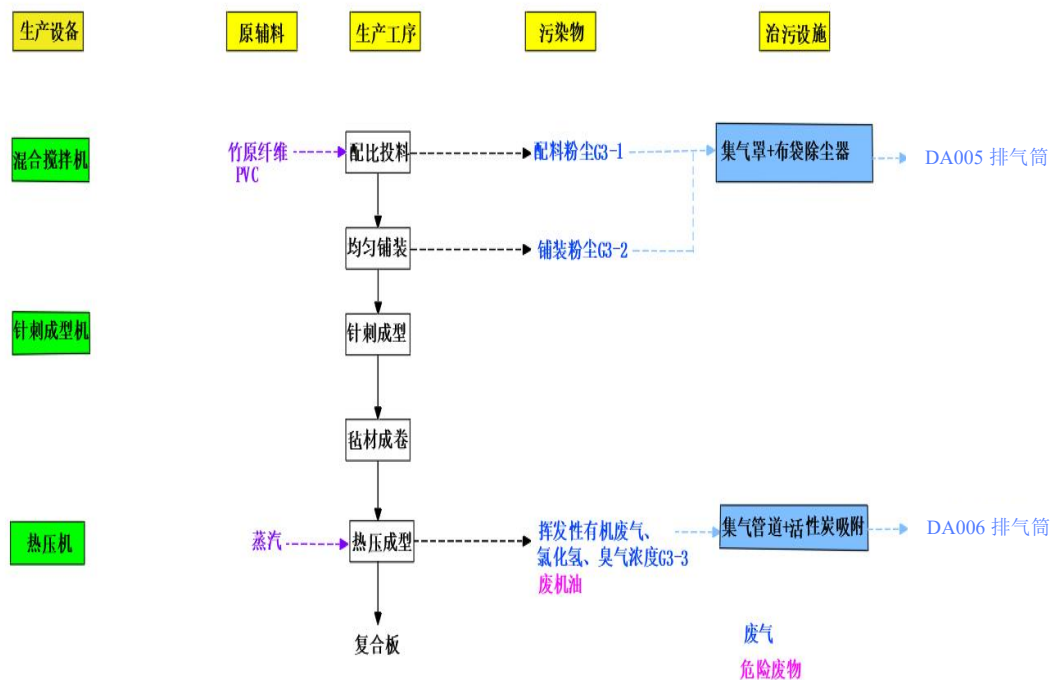 生产设备 原辅料 生产工序 污染物 治污设施
混合搅拌机 竹原纤维 配比投料 配料粉尘G3-1 集气罩+布袋除尘器 DA005 排气筒
PVC
均匀铺装 铺装粉尘G3-2
针刺成型机 针刺成型
毡材成卷
热压机 蒸汽 热压成型 挥发性有机废气、 集气管道+活性炭吸附 DA006 排气筒
氯化氢、臭气浓度G3-3
废机油
复合板 废气
危险废物